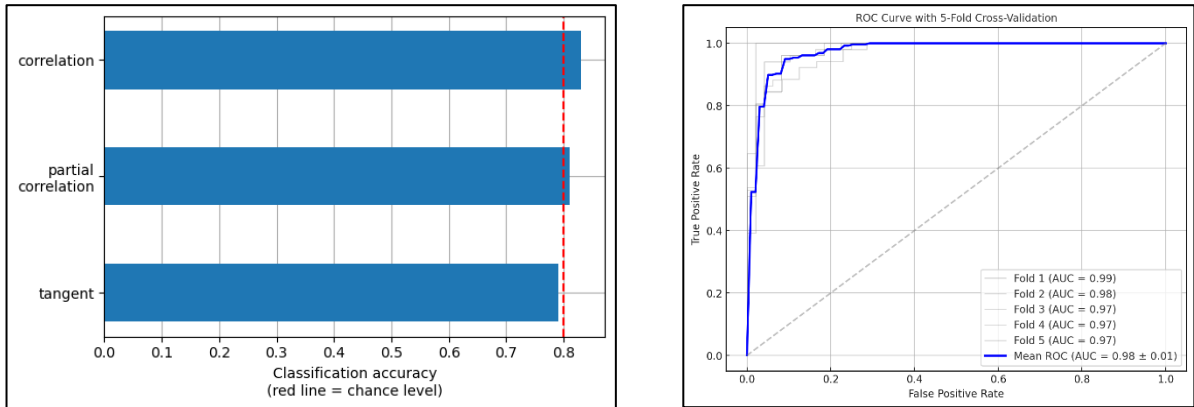 correlation
partial
correlation
tangent
0.0 0.1 0.2 0.3 0.4 0.5 0.6 0.7 0.8
Classification accuracy
(red line = chance level)
ROC Curve with 5-Fold Cross-Validation
True Positive Rate
1.0
0.8
0.6
0.4
0.2
0.0
Fold 1 (AUC = 0.99)
Fold 2 (AUC = 0.98)
Fold 3 (AUC = 0.97)
Fold 4 (AUC = 0.97)
Fold 5 (AUC = 0.97)
Mean ROC (AUC = 0.98 ± 0.01)
0.0 0.2 0.4 0.6 0.8 1.0
False Positive Rate